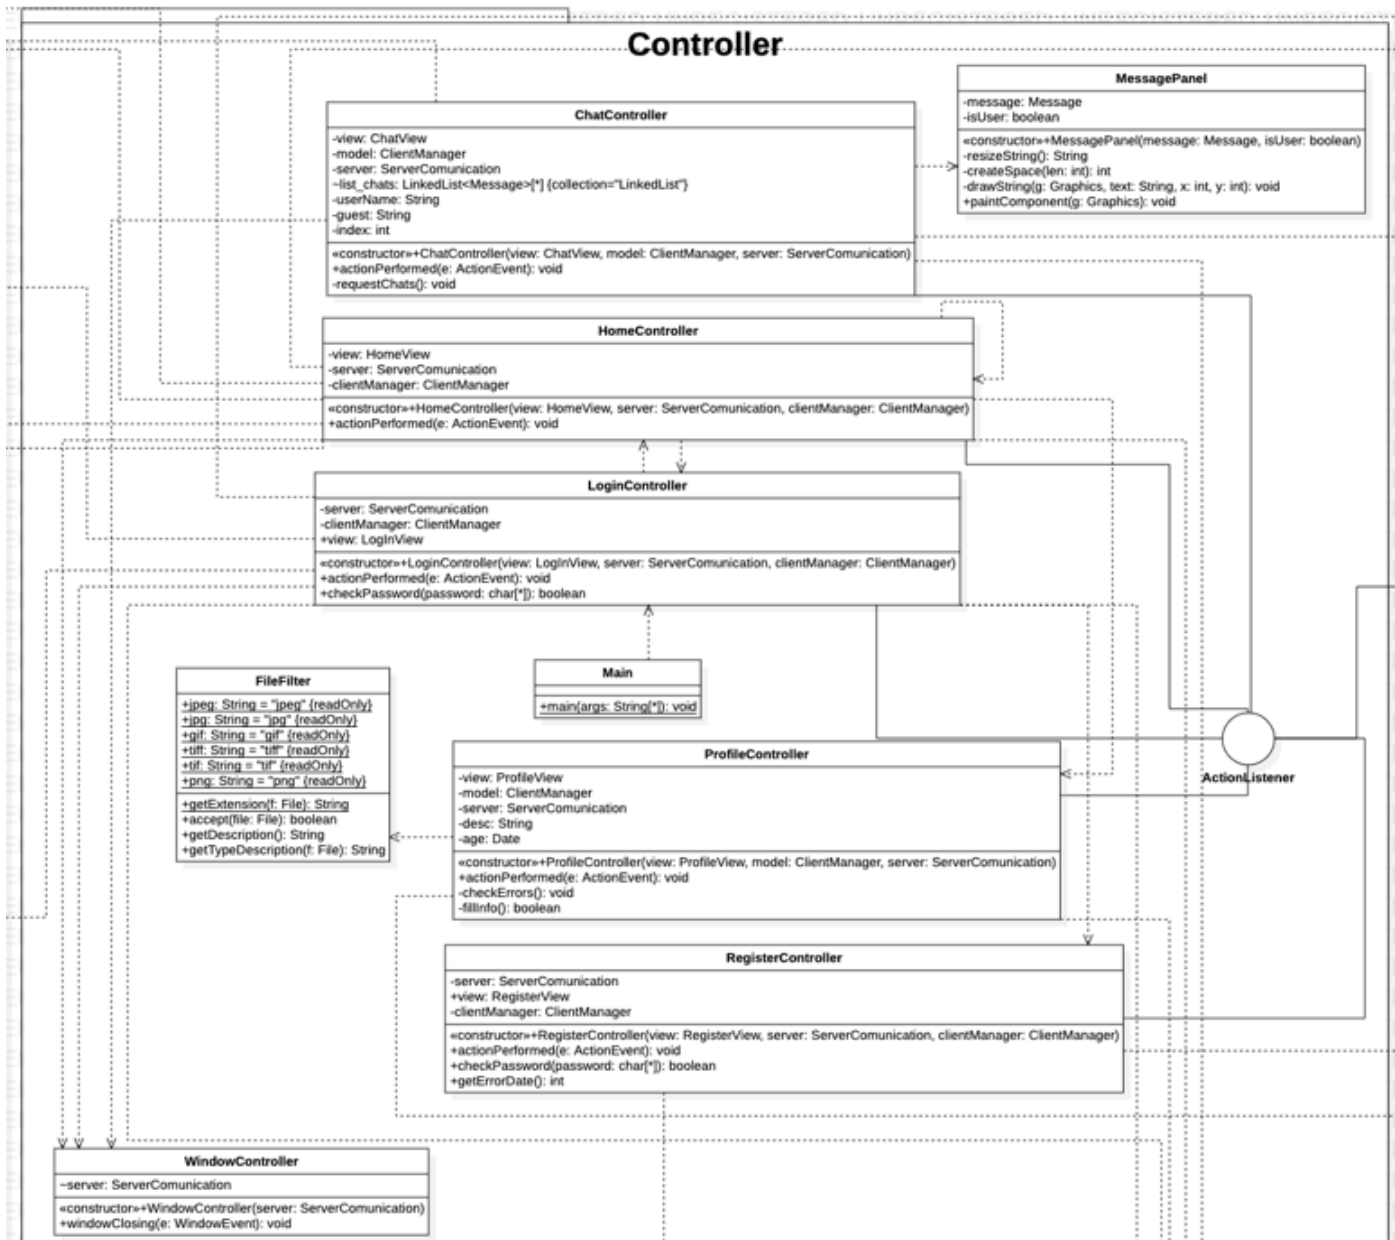 Controller
MessagePanel
-message: Message
-isUser: boolean
«constructor»+MessagePanel(message: Message, isUser: boolean)
-resizeString(): String
-createSpace(len: int): int
-drawString(g: Graphics, text: String, x: int, y: int): void
+paintComponent(g: Graphics): void
ChatController
-view: ChatView
-model: ClientManager
-server: ServerComunication
~list_chats: LinkedList<Message>[*] {collection="LinkedList"}
-userName: String
-guest: String
-index: int
«constructor»+ChatController(view: ChatView, model: ClientManager, server: ServerComunication)
+actionPerformed(e: ActionEvent): void
-requestChats(): void
HomeController
-view: HomeView
-server: ServerComunication
-clientManager: ClientManager
«constructor»+HomeController(view: HomeView, server: ServerComunication, clientManager: ClientManager)
+actionPerformed(e: ActionEvent): void
LoginController
-server: ServerComunication
-clientManager: ClientManager
+view: LogInView
«constructor»+LoginController(view: LogInView, server: ServerComunication, clientManager: ClientManager)
+actionPerformed(e: ActionEvent): void
+checkPassword(password: char[*]): boolean
Main
+main(args: String[*]): void
FileFilter
+jpeg: String = "jpeg" {readOnly}
+jpg: String = "jpg" {readOnly}
+gif: String = "gif" {readOnly}
+tiff: String = "tiff" {readOnly}
+tif: String = "tif" {readOnly}
+png: String = "png" {readOnly}
+getExtension(f: File): String
+accept(file: File): boolean
+getDescription(): String
+getTypeDescription(f: File): String
ActionListener
ProfileController
-view: ProfileView
-model: ClientManager
-server: ServerComunication
-desc: String
-age: Date
«constructor»+ProfileController(view: ProfileView, model: ClientManager, server: ServerComunication)
+actionPerformed(e: ActionEvent): void
-checkErrors(): void
-fillInfo(): boolean
RegisterController
-server: ServerComunication
+view: RegisterView
-clientManager: ClientManager
«constructor»+RegisterController(view: RegisterView, server: ServerComunication, clientManager: ClientManager)
+actionPerformed(e: ActionEvent): void
+checkPassword(password: char[*]): boolean
+getErrorDate(): int
WindowController
~server: ServerComunication
«constructor»+WindowController(server: ServerComunication)
+windowClosing(e: WindowEvent): void